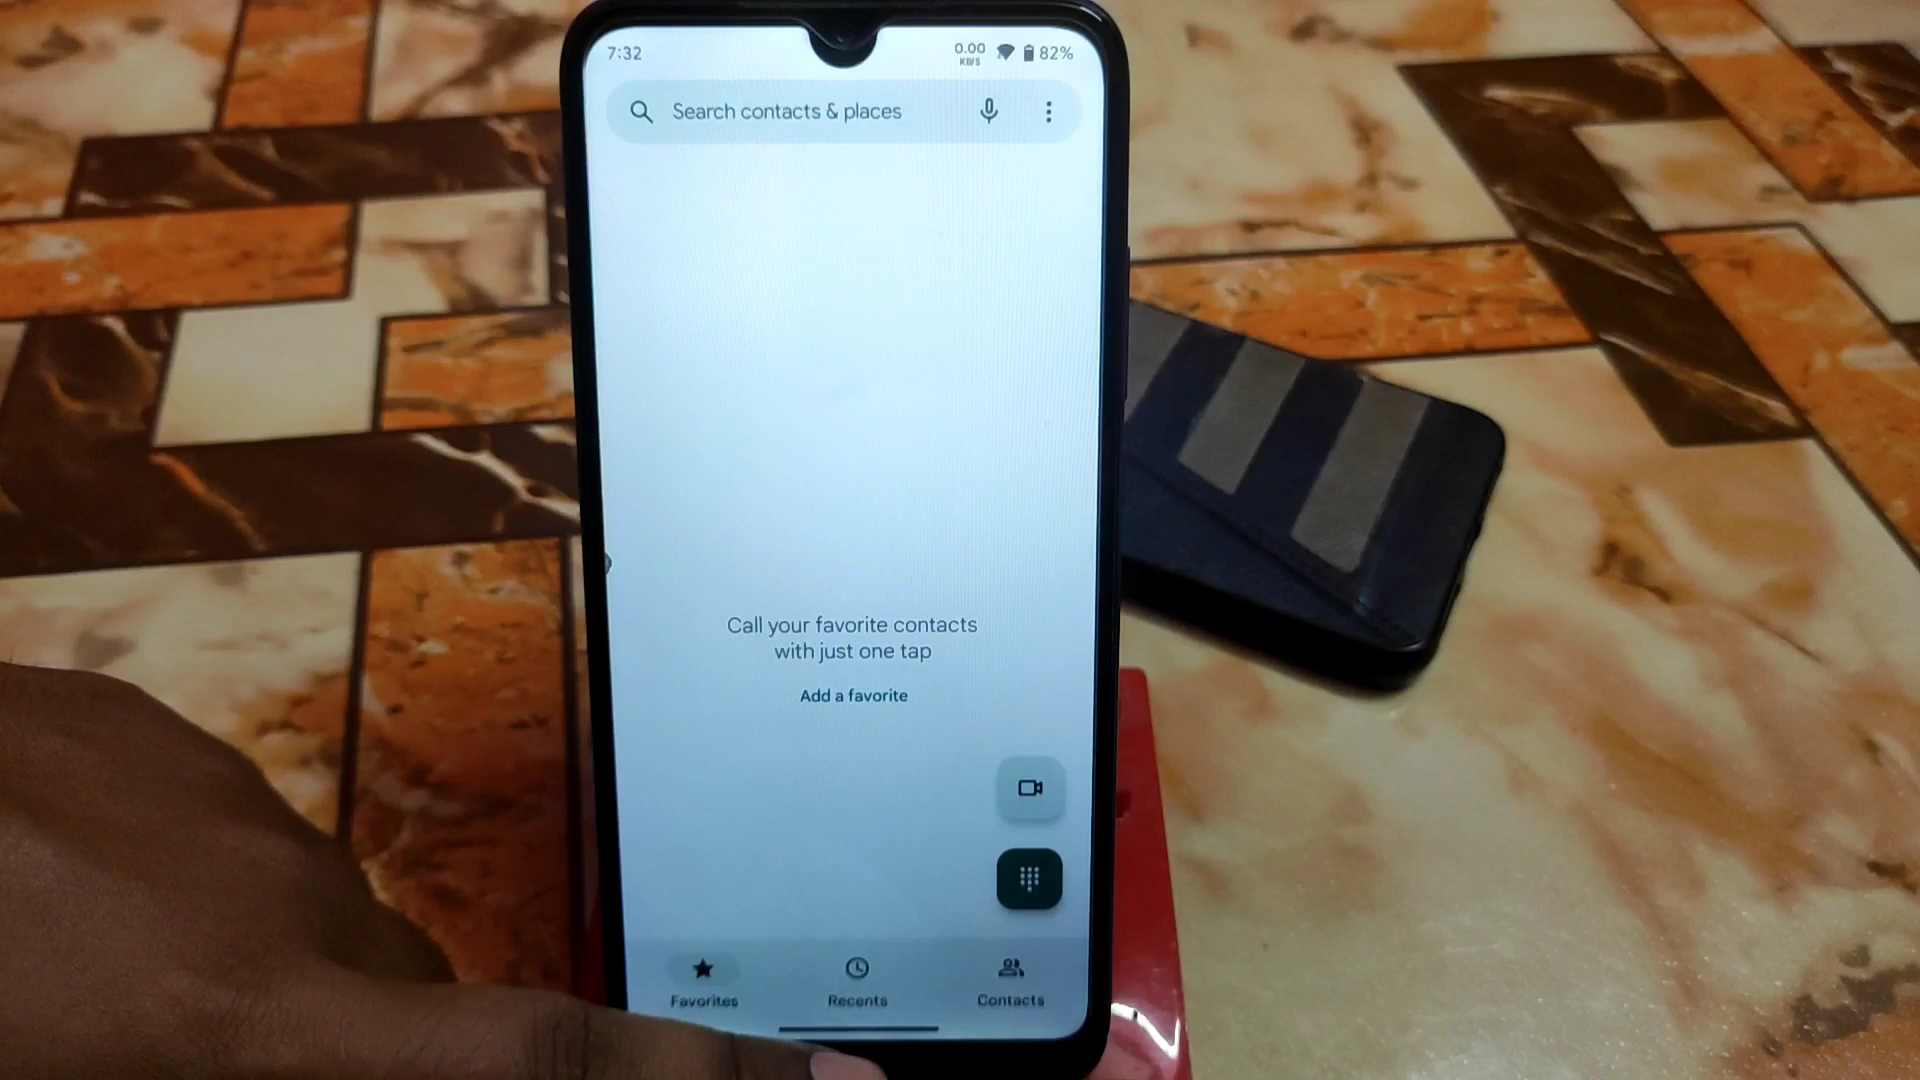 7:32
0.00
KB/S
82%
Search contacts & places
Call your favorite contacts
with just one tap
Add a favorite
Favorites
Recents
Contacts